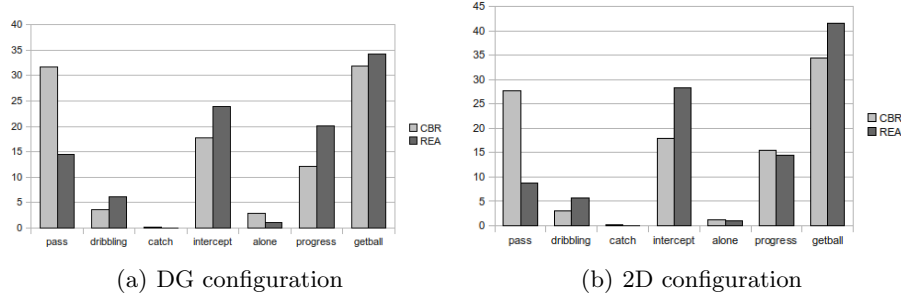 40
35
30
25
20
15
10
5
0
pass dribbling catch intercept alone progress getball
CBR
REA
(a) DG configuration
45
40
35
30
25
20
15
10
5
0
pass dribbling catch intercept alone progress getball
CBR
REA
(b) 2D configuration